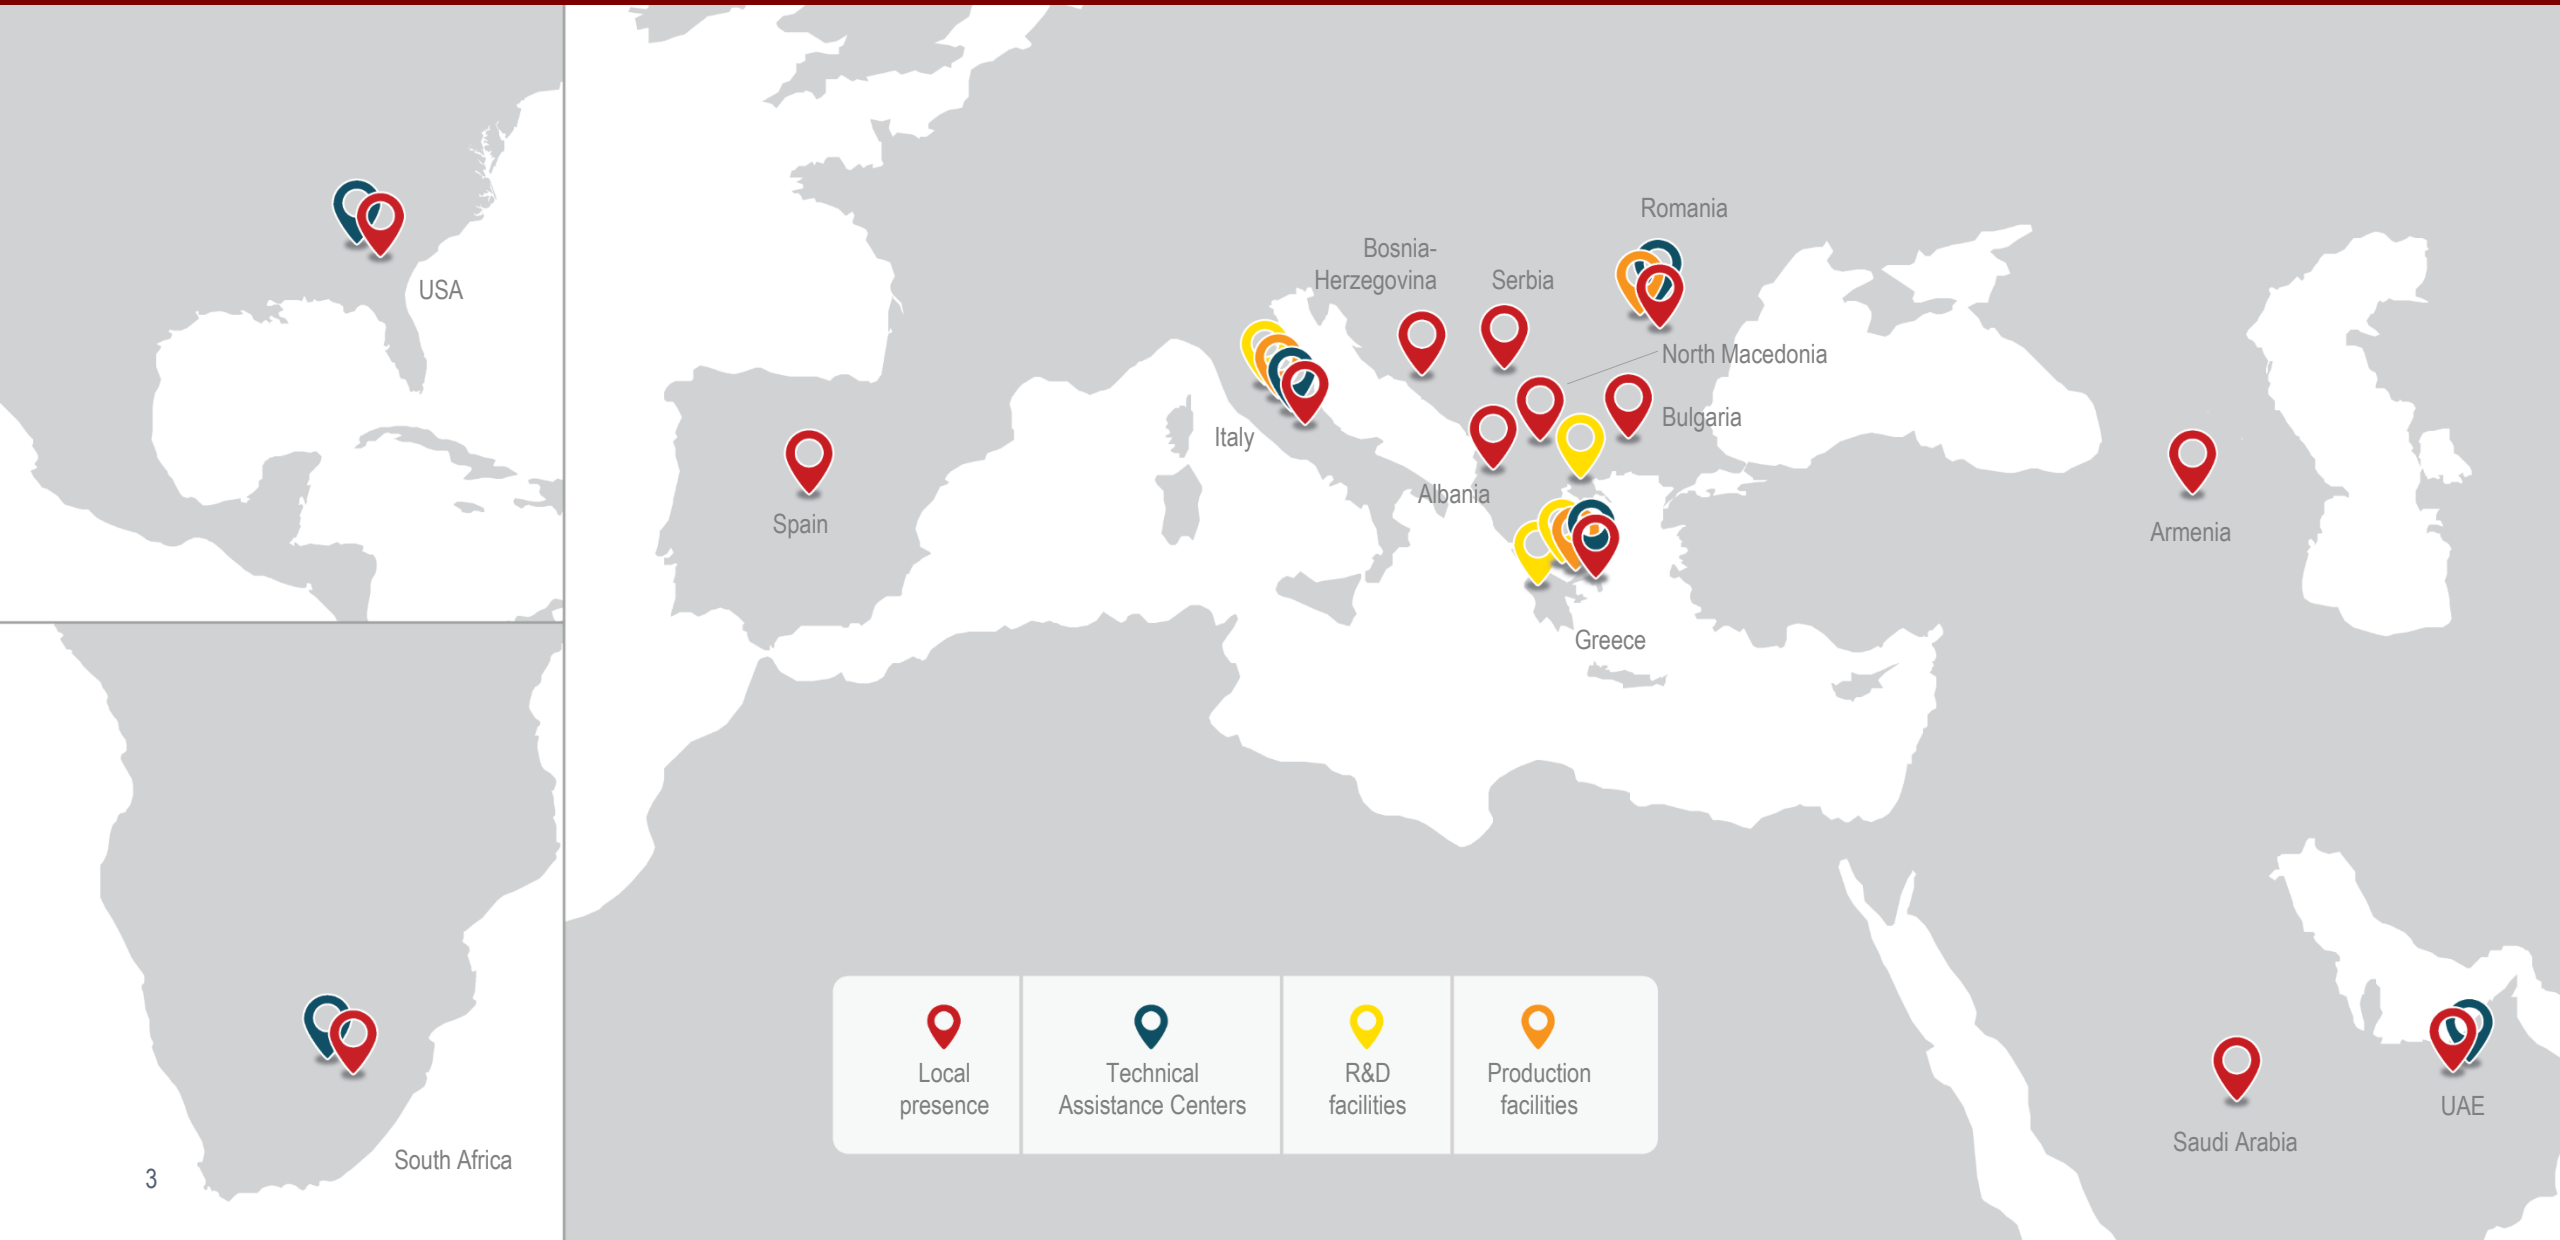 Romania
Bosnia-
Herzegovina
Serbia
USA
North Macedonia
Bulgaria
Italy
Albania
Spain
Armenia
Greece
Local
presence
Technical
Assistance Centers
R&D
facilities
Production
facilities
UAE
Saudi Arabia
South Africa
3